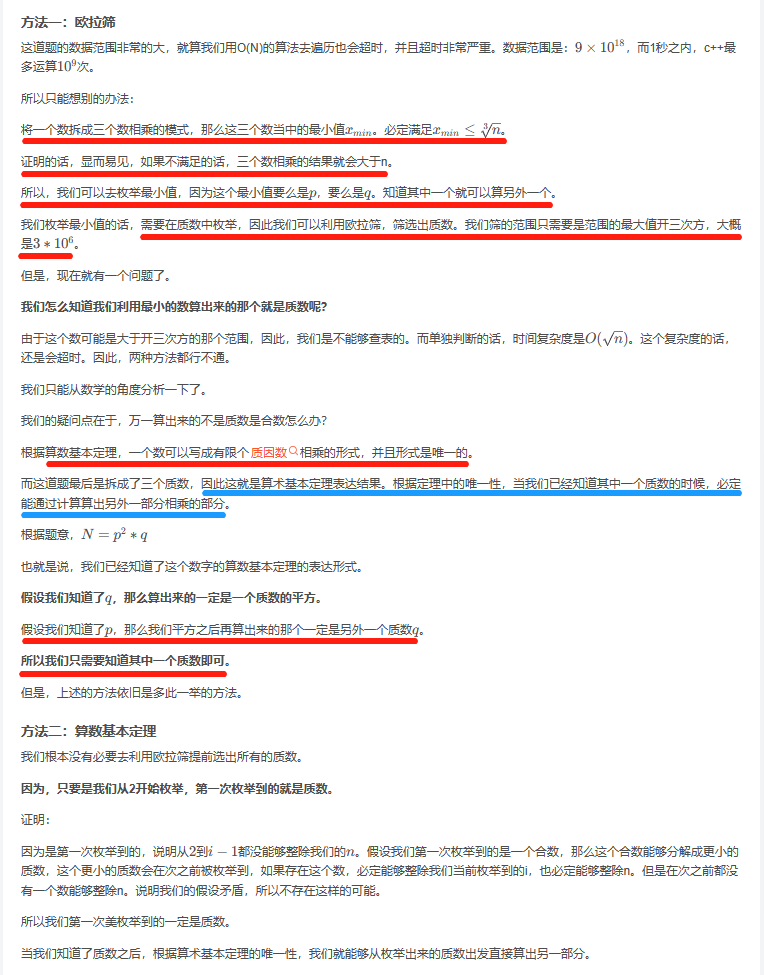 方法一：欧拉筛
这道题的数据范围非常的大，就算我们用O(N)的算法去遍历也会超时，并且超时非常严重。数据范围是：9 × 10^18，而1秒之内，c++最
多运算10^9次。
所以只能想别的办法：
将一个数拆成三个数相乘的模式，那么这三个数当中的最小值x_min。必定满足x_min ≤ ∛n。
证明的话，显而易见，如果不满足的话，三个数相乘的结果就会大于n。
所以，我们可以去枚举最小值，因为这个最小值要么是p，要么是q。知道其中一个就可以算另外一个。
我们枚举最小值的话，需要在质数中枚举，因此我们可以利用欧拉筛，筛选出质数。我们筛的范围只需要是范围的最大值开三次方，大概
是3 * 10^6。
但是，现在就有一个问题了。
我们怎么知道我们利用最小的数算出来的那个就是质数呢？
由于这个数可能是大于开三次方的那个范围，因此，我们是不能够查表的。而单独判断的话，时间复杂度是O(√n)。这个复杂度的话，
还是会超时。因此，两种方法都行不通。
我们只能从数学的角度分析一下了。
我们的疑问点在于，万一算出来的不是质数是合数怎么办？
根据算数基本定理，一个数可以写成有限个 质因数 相乘的形式，并且形式是唯一的。
而这道题最后是拆成了三个质数，因此这就是算术基本定理表达结果。根据定理中的唯一性，当我们已经知道其中一个质数的时候，必定
能通过计算算出另外一部分相乘的部分。
根据题意，N = p^2 * q
也就是说，我们已经知道了这个数字的算数基本定理的表达形式。
假设我们知道了q，那么算出来的一定是一个质数的平方。
假设我们知道了p，那么我们平方之后再算出来的那个一定是另外一个质数q。
所以我们只需要知道其中一个质数即可。
但是，上述的方法依旧是多此一举的方法。
方法二：算数基本定理
我们根本没有必要去利用欧拉筛提前选出所有的质数。
因为，只要是我们从2开始枚举，第一次枚举到的就是质数。
证明：
因为是第一次枚举到的，说明从2到i − 1都没能够整除我们的n。假设我们第一次枚举到的是一个合数，那么这个合数能够分解成更小的
质数，这个更小的质数会在次之前被枚举到，如果存在这个数，必定能够整除我们当前枚举到的i，也必定能够整除n。但是在次之前都没
有一个数能够整除n。说明我们的假设矛盾，所以不存在这样的可能。
所以我们第一次美枚举到的一定是质数。
当我们知道了质数之后，根据算术基本定理的唯一性，我们就能够从枚举出来的质数出发直接算出另一部分。